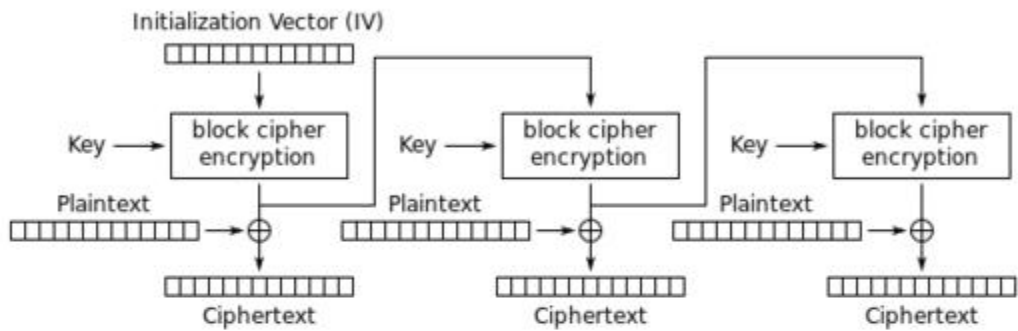 Initialization Vector (IV)
Key
block cipher
encryption
Key
block cipher
encryption
Key
block cipher
encryption
Plaintext
Plaintext
Plaintext
Ciphertext
Ciphertext
Ciphertext